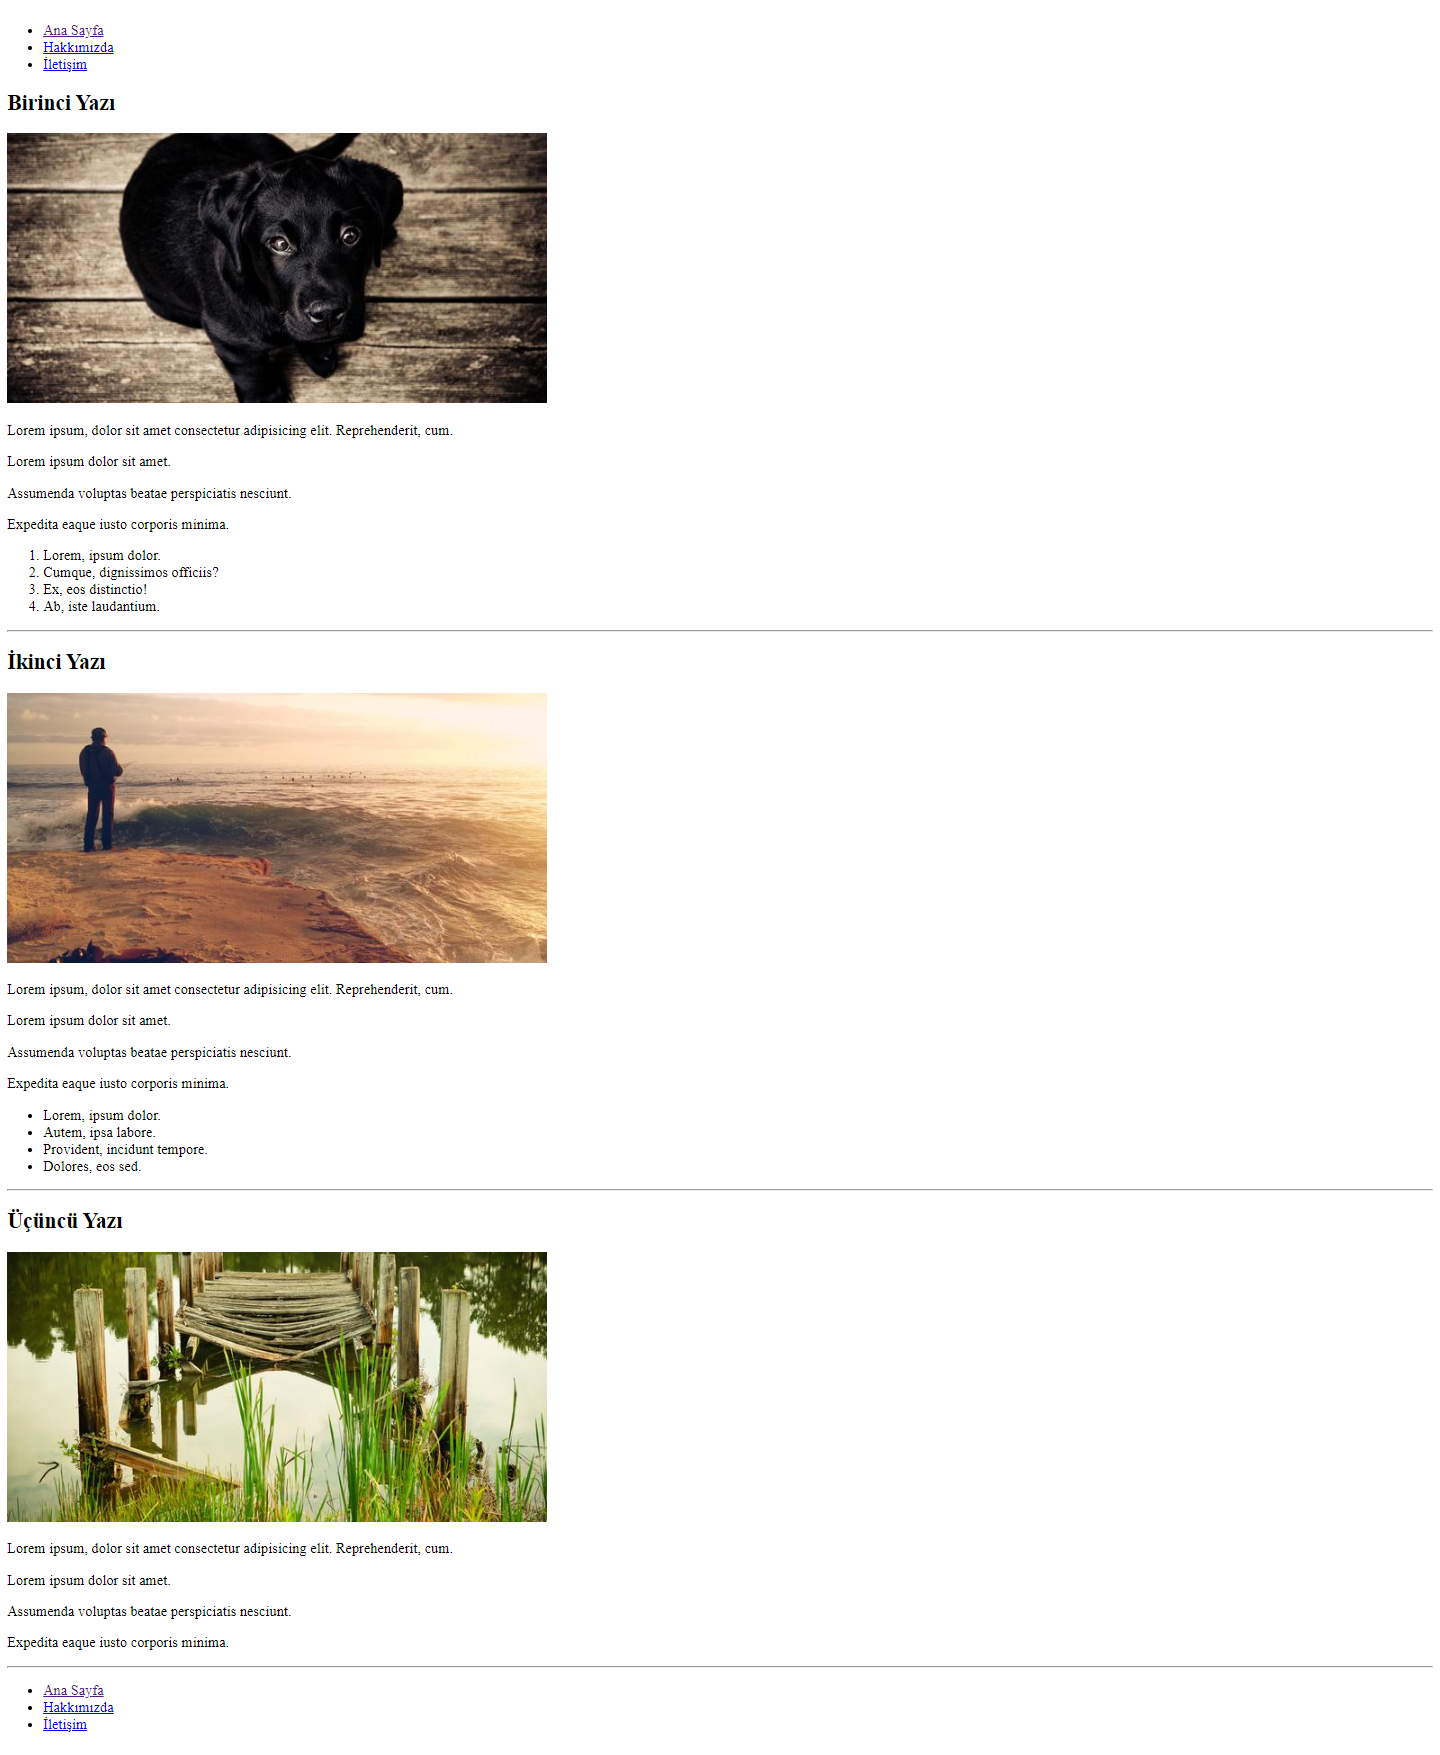 Ana Sayfa
Hakkımızda
İletişim
Birinci Yazı
Lorem ipsum, dolor sit amet consectetur adipisicing elit. Reprehenderit, cum.
Lorem ipsum dolor sit amet.
Assumenda voluptas beatae perspiciatis nesciunt.
Expedita eaque iusto corporis minima.
1. Lorem, ipsum dolor.
2. Cumque, dignissimos officiis?
3. Ex, eos distinctio!
4. Ab, iste laudantium.
İkinci Yazı
Lorem ipsum, dolor sit amet consectetur adipisicing elit. Reprehenderit, cum.
Lorem ipsum dolor sit amet.
Assumenda voluptas beatae perspiciatis nesciunt.
Expedita eaque iusto corporis minima.
Lorem, ipsum dolor.
Autem, ipsa labore.
Provident, incidunt tempore.
Dolores, eos sed.
Üçüncü Yazı
Lorem ipsum, dolor sit amet consectetur adipisicing elit. Reprehenderit, cum.
Lorem ipsum dolor sit amet.
Assumenda voluptas beatae perspiciatis nesciunt.
Expedita eaque iusto corporis minima.
Ana Sayfa
Hakkımızda
İletişim